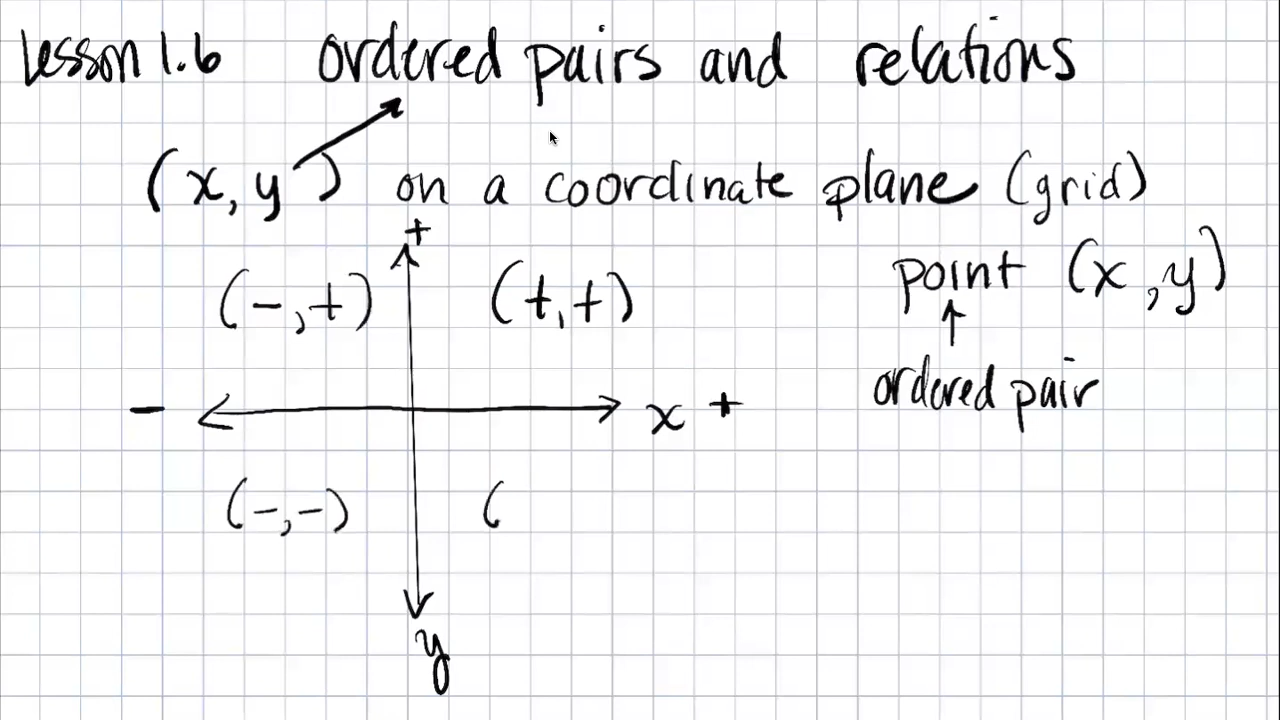 Lesson 1.6 ordered pairs and relations
(x, y) on a coordinate plane (grid)
+
(-, +) (+, +) point (x, y)
ordered pair
- x +
(-, -) (
y